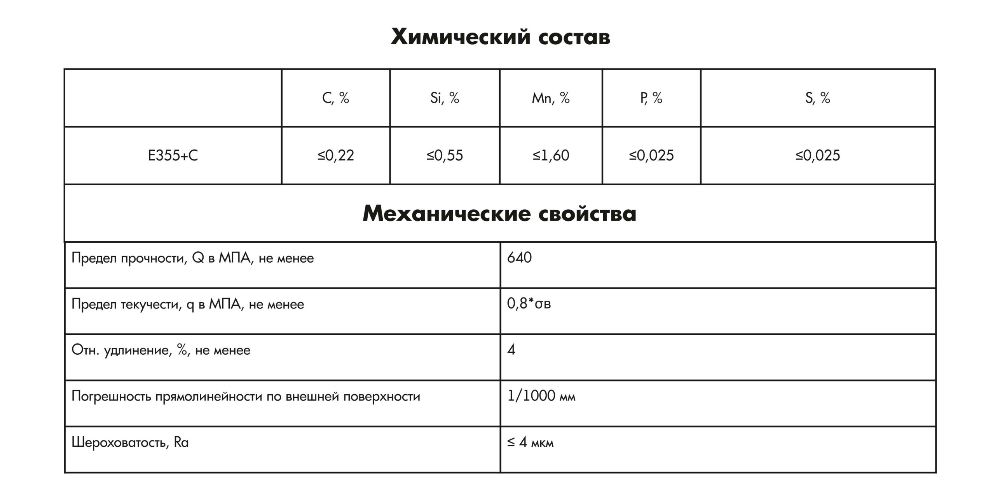 Химический состав
C, % Si, % Mn, % P, % S, %
E355+C ≤0,22 ≤0,55 ≤1,60 ≤0,025 ≤0,025
Механические свойства
Предел прочности, Q в МПА, не менее 640
Предел текучести, q в МПА, не менее 0,8*σв
Отн. удлинение, %, не менее 4
Погрешность прямолинейности по внешней поверхности 1/1000 мм
Шероховатость, Ra ≤ 4 мкм